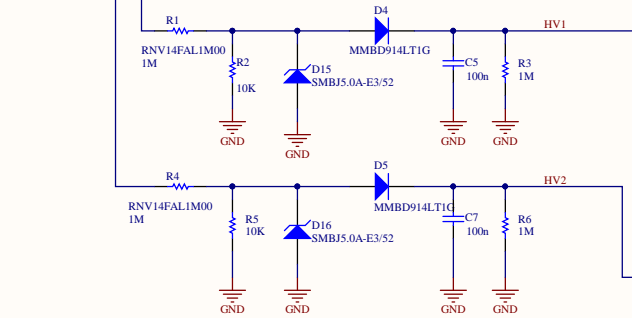 R1
RNV14FAL1M00
1M
R2
10K
D15
SMBJ5.0A-E3/52
D4
MMBD914LT1G
C5
100n
R3
1M
HV1
GND
GND
GND
GND
R4
RNV14FAL1M00
1M
R5
10K
D16
SMBJ5.0A-E3/52
D5
MMBD914LT1G
C7
100n
R6
1M
HV2
GND
GND
GND
GND